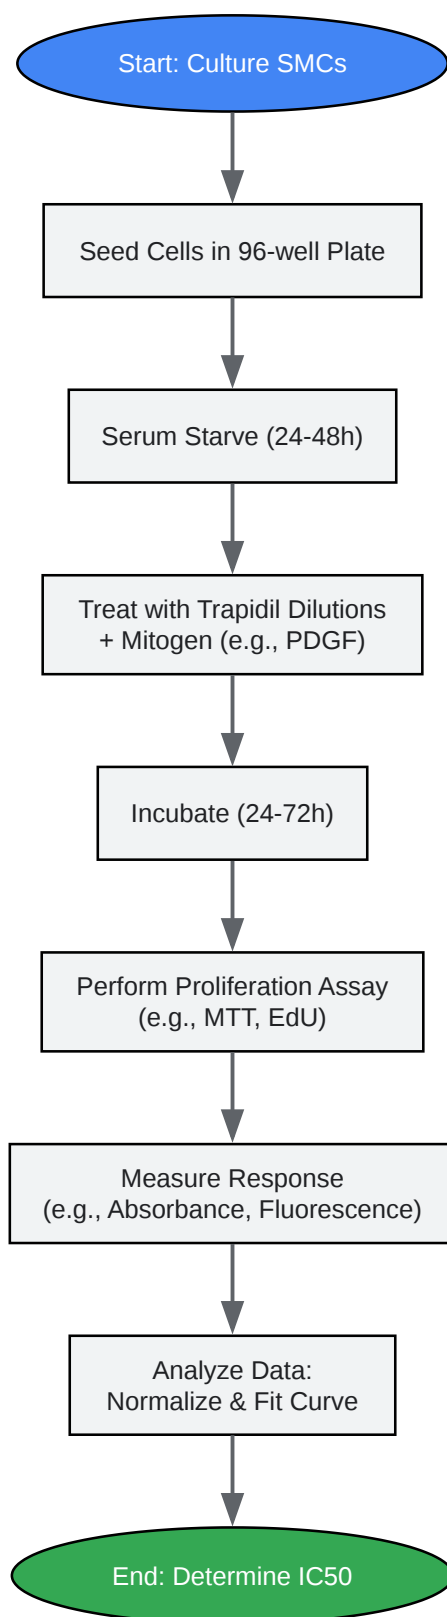 Start: Culture SMCs
Seed Cells in 96-well Plate
Serum Starve (24-48h)
Treat with Trapidil Dilutions
+ Mitogen (e.g., PDGF)
Incubate (24-72h)
Perform Proliferation Assay
(e.g., MTT, EdU)
Measure Response
(e.g., Absorbance, Fluorescence)
Analyze Data:
Normalize & Fit Curve
End: Determine IC50